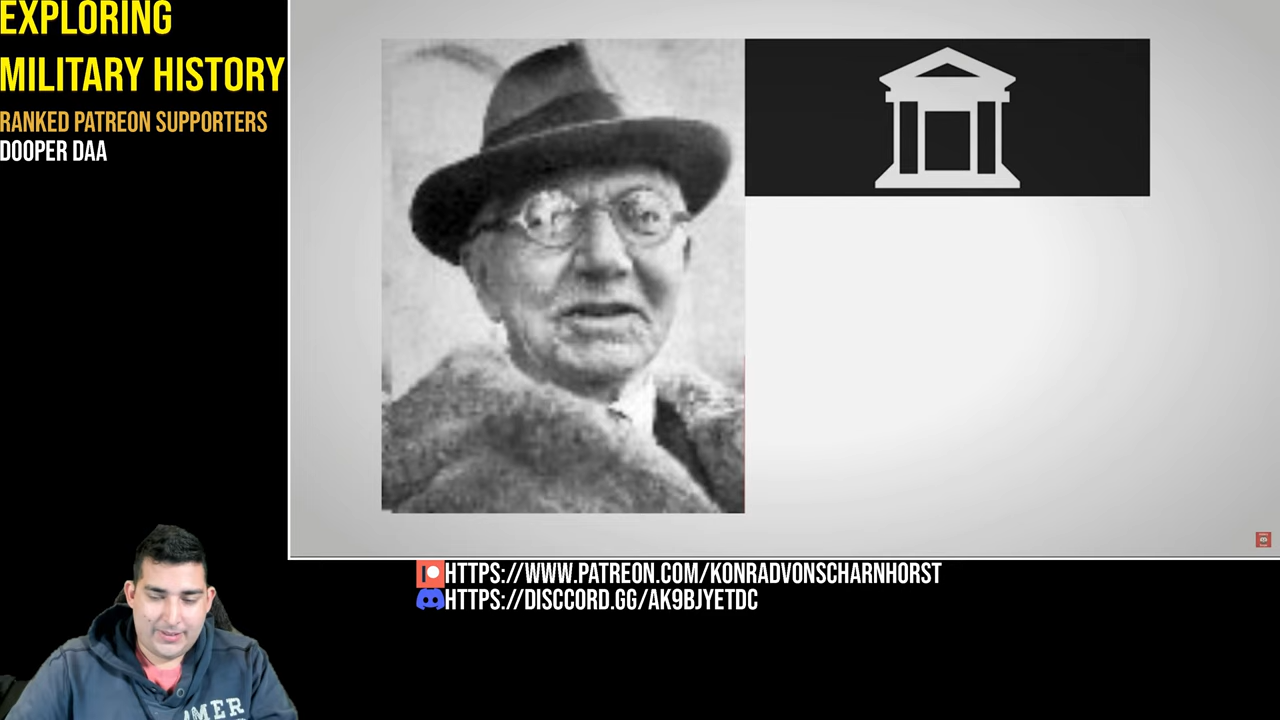 EXPLORING
MILITARY HISTORY
RANKED PATREON SUPPORTERS
DOOPER DAA
HTTPS://WWW.PATREON.COM/KONRADVONSCHARNHORST
HTTPS://DISCCORD.GG/AK9BJYETDC